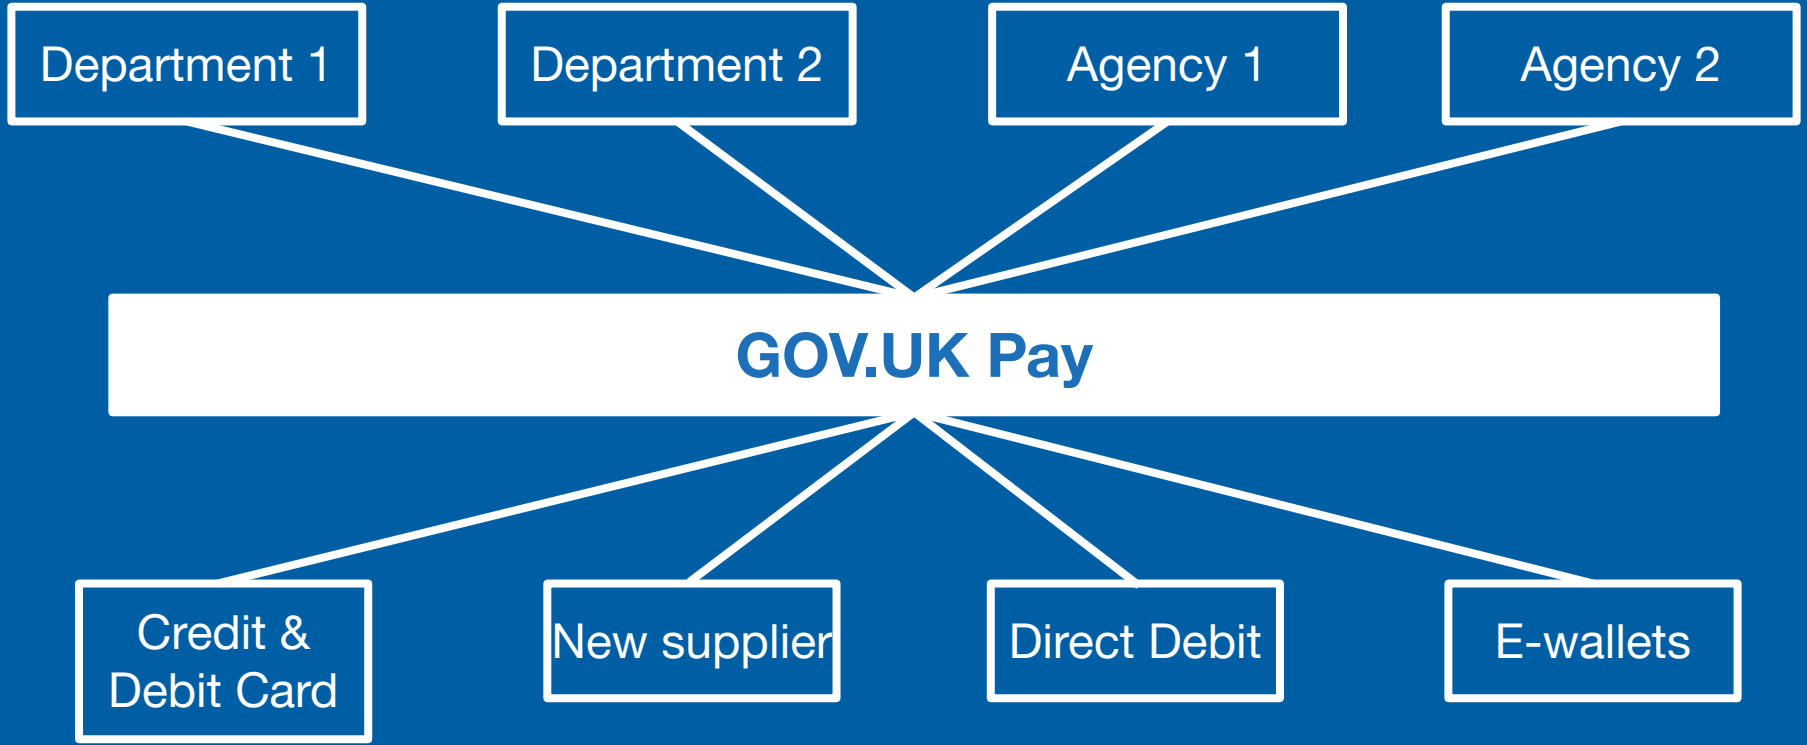 Department 1
Department 2
Agency 1
Agency 2
GOV.UK Pay
Credit &
Debit Card
New supplier
Direct Debit
E-wallets